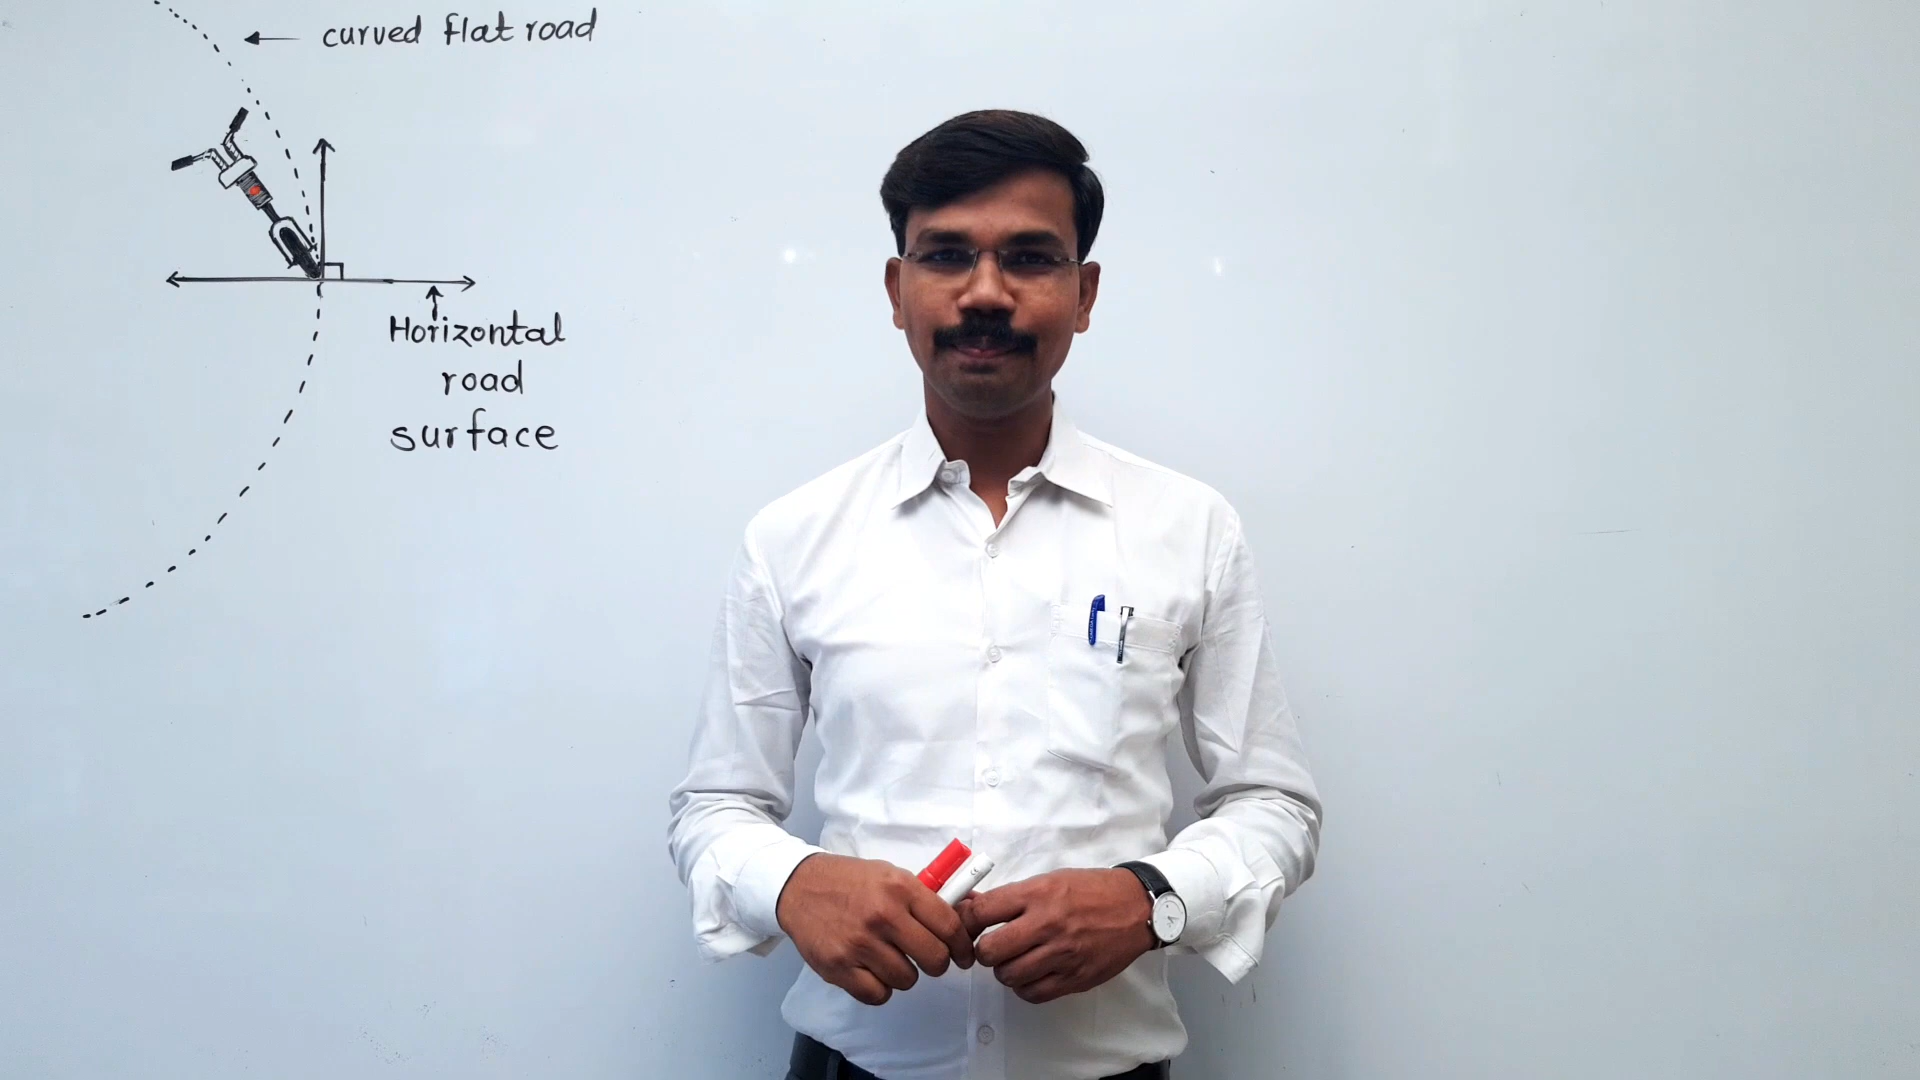 curved flat road
Horizontal
road
surface